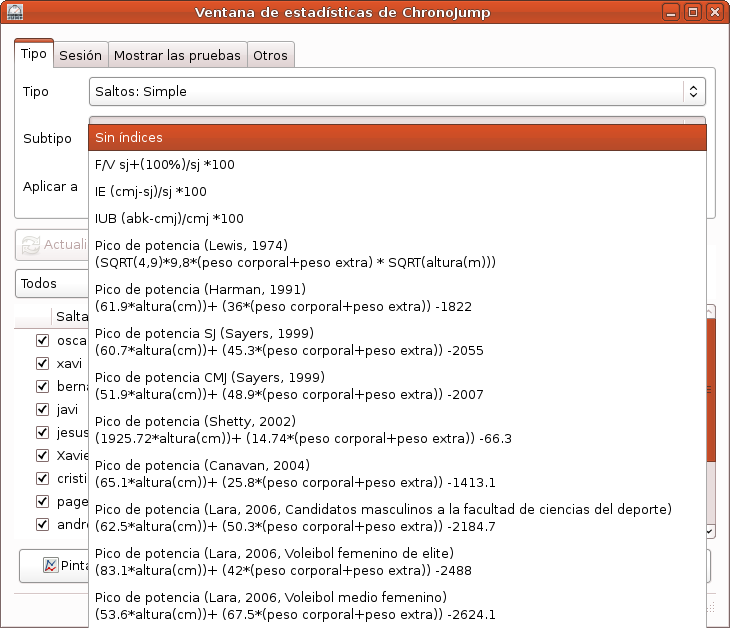 Ventana de estadísticas de ChronoJump
Tipo Sesión Mostrar las pruebas Otros
Tipo Saltos: Simple
Subtipo
Sin índices
F/V sj+(100%)/sj *100
Aplicar a
IE (cmj-sj)/sj *100
IUB (abk-cmj)/cmj *100
Actuali
Pico de potencia (Lewis, 1974)
(SQRT(4,9)*9,8*(peso corporal+peso extra) * SQRT(altura(m)))
Todos
Pico de potencia (Harman, 1991)
(61.9*altura(cm))+ (36*(peso corporal+peso extra)) -1822
Salta
osca
Pico de potencia SJ (Sayers, 1999)
(60.7*altura(cm))+ (45.3*(peso corporal+peso extra)) -2055
xavi
Pico de potencia CMJ (Sayers, 1999)
(51.9*altura(cm))+ (48.9*(peso corporal+peso extra)) -2007
berna
javi
Pico de potencia (Shetty, 2002)
(1925.72*altura(cm))+ (14.74*(peso corporal+peso extra)) -66.3
jesus
Xavie
Pico de potencia (Canavan, 2004)
(65.1*altura(cm))+ (25.8*(peso corporal+peso extra)) -1413.1
cristi
page
Pico de potencia (Lara, 2006, Candidatos masculinos a la facultad de ciencias del deporte)
(62.5*altura(cm))+ (50.3*(peso corporal+peso extra)) -2184.7
andre
Pico de potencia (Lara, 2006, Voleibol femenino de elite)
(83.1*altura(cm))+ (42*(peso corporal+peso extra)) -2488
Pinta
Pico de potencia (Lara, 2006, Voleibol medio femenino)
(53.6*altura(cm))+ (67.5*(peso corporal+peso extra)) -2624.1